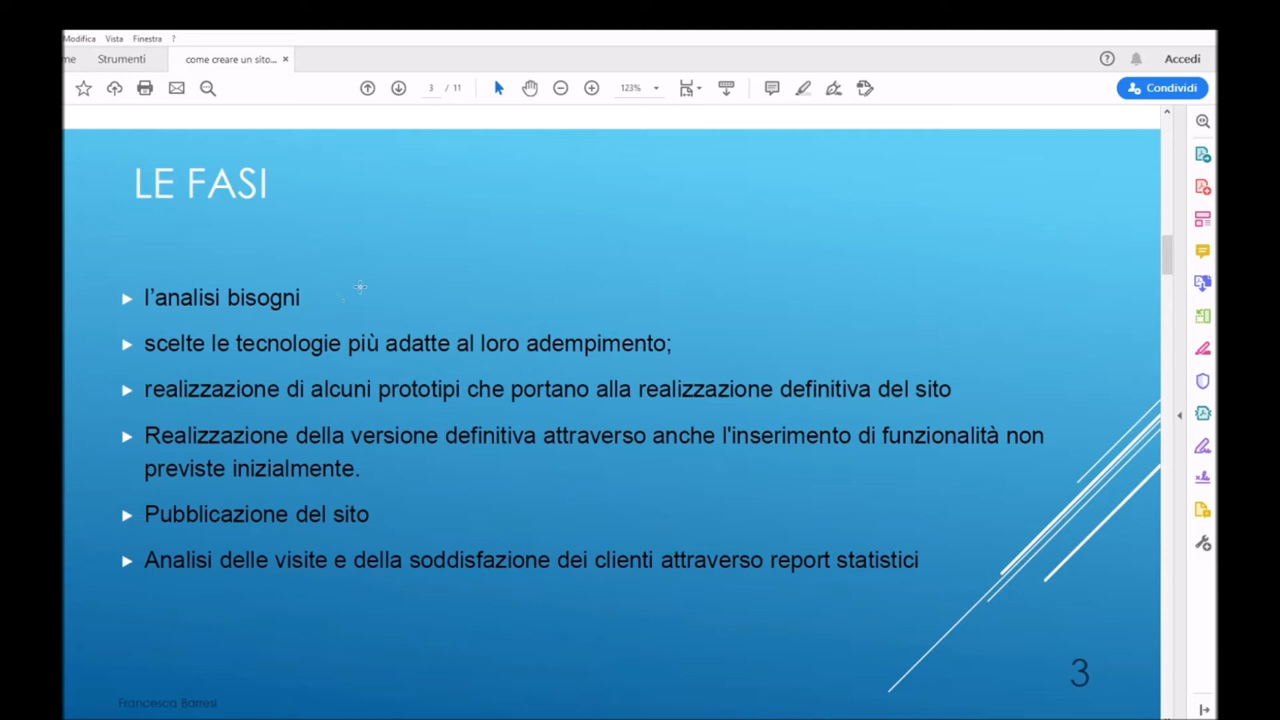 Modifica Vista Finestra ?
me Strumenti come creare un sito... × Accedi
3 / 11 123% Condividi
LE FASI
l'analisi bisogni
scelte le tecnologie più adatte al loro adempimento;
realizzazione di alcuni prototipi che portano alla realizzazione definitiva del sito
Realizzazione della versione definitiva attraverso anche l'inserimento di funzionalità non
previste inizialmente.
Pubblicazione del sito
Analisi delle visite e della soddisfazione dei clienti attraverso report statistici
3
Francesca Barresi